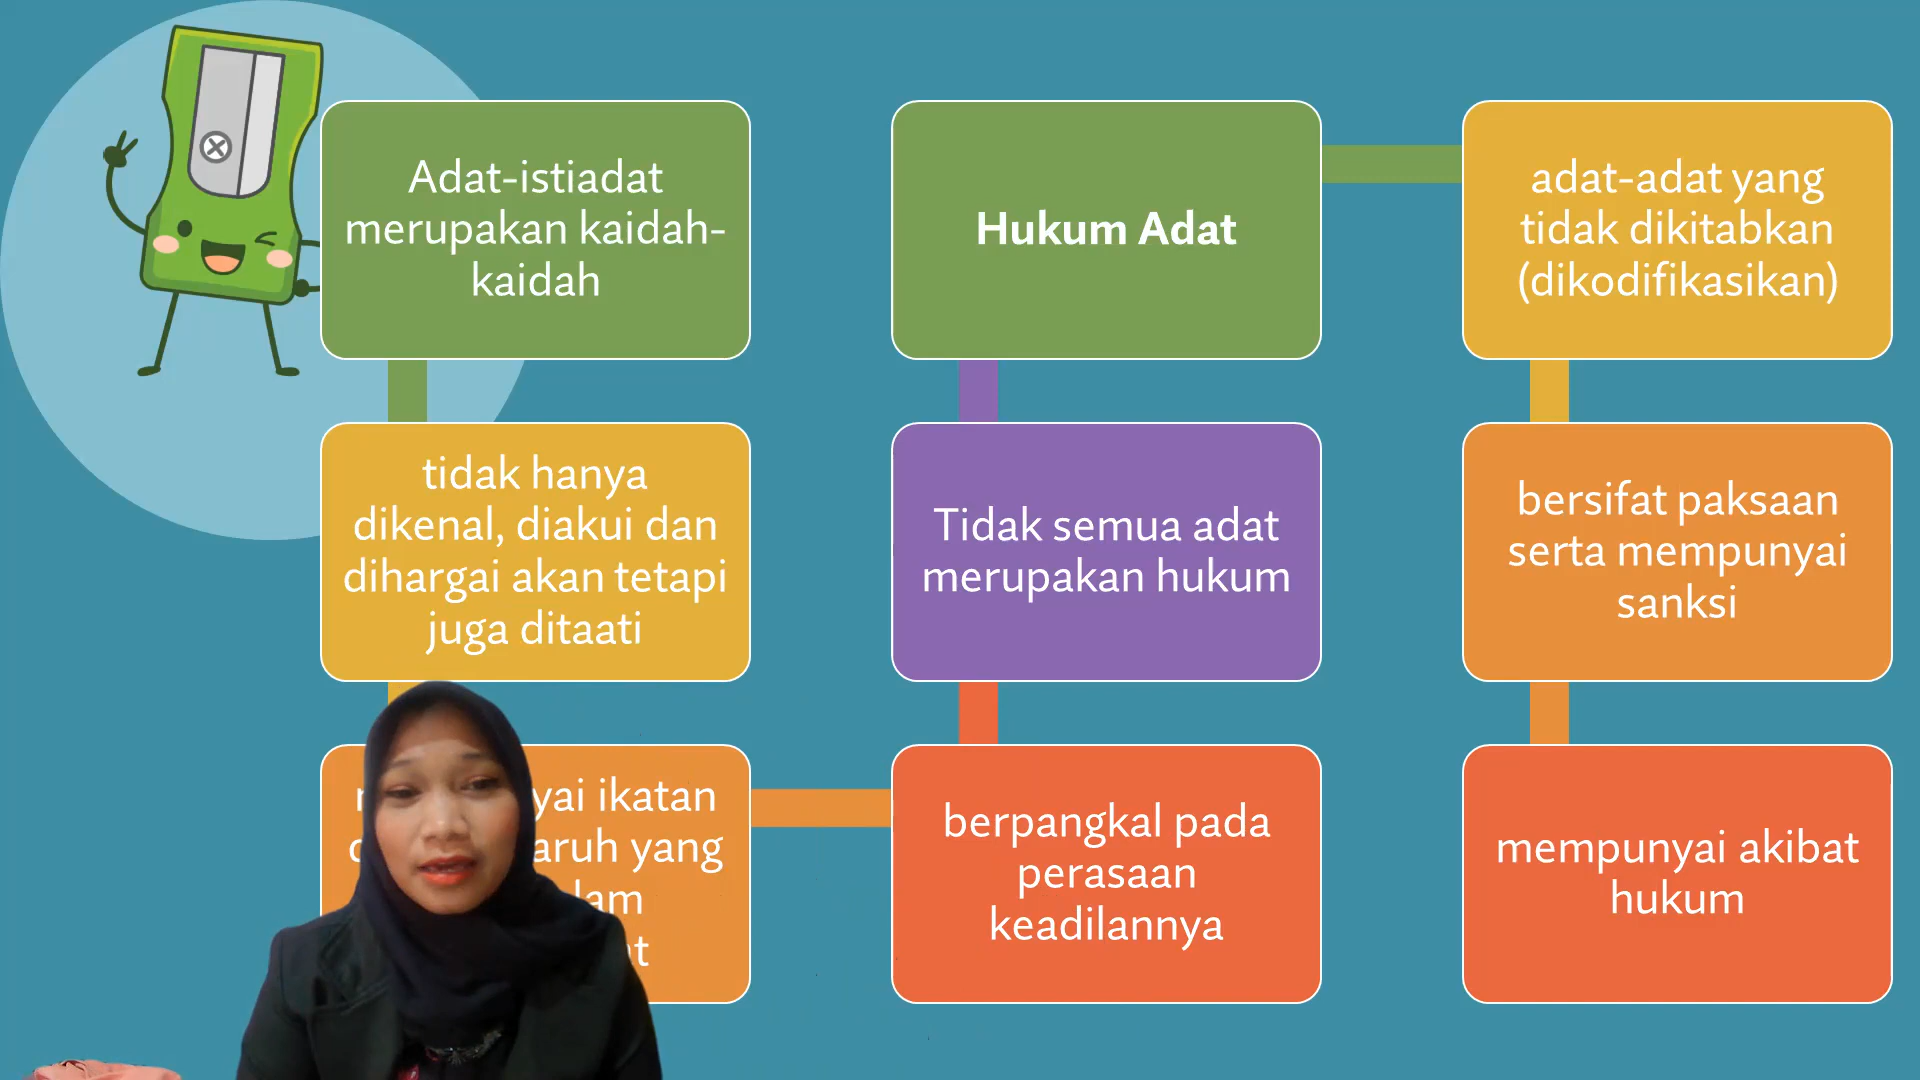 Adat-istiadat
merupakan kaidah-
kaidah
tidak hanya
dikenal, diakui dan
dihargai akan tetapi
juga ditaati
ikatan
yang
berpangkal pada
perasaan
keadilannya
Tidak semua adat
merupakan hukum
Hukum Adat
adat-adat yang
tidak dikitabkan
(dikodifikasikan)
bersifat paksaan
serta mempunyai
sanksi
mempunyai akibat
hukum